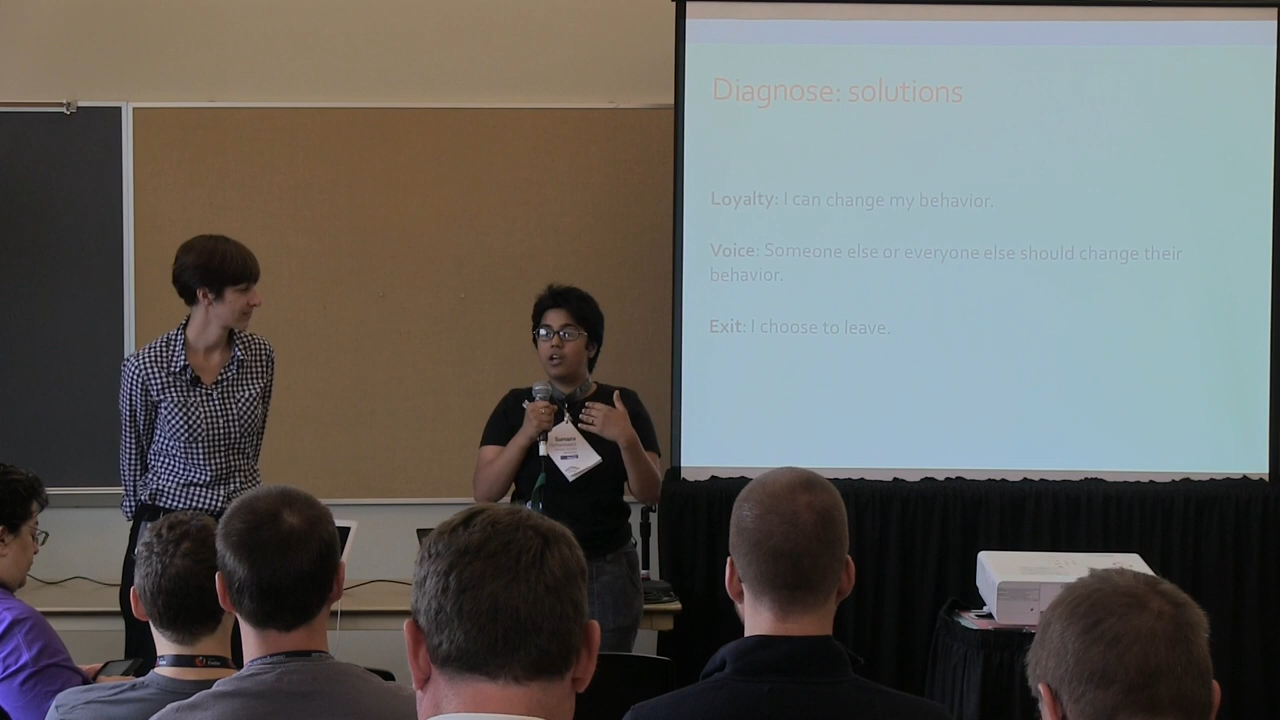 Diagnose: solutions
Loyalty: I can change my behavior.
Voice: Someone else or everyone else should change their
behavior.
Exit: I choose to leave.
Sumana